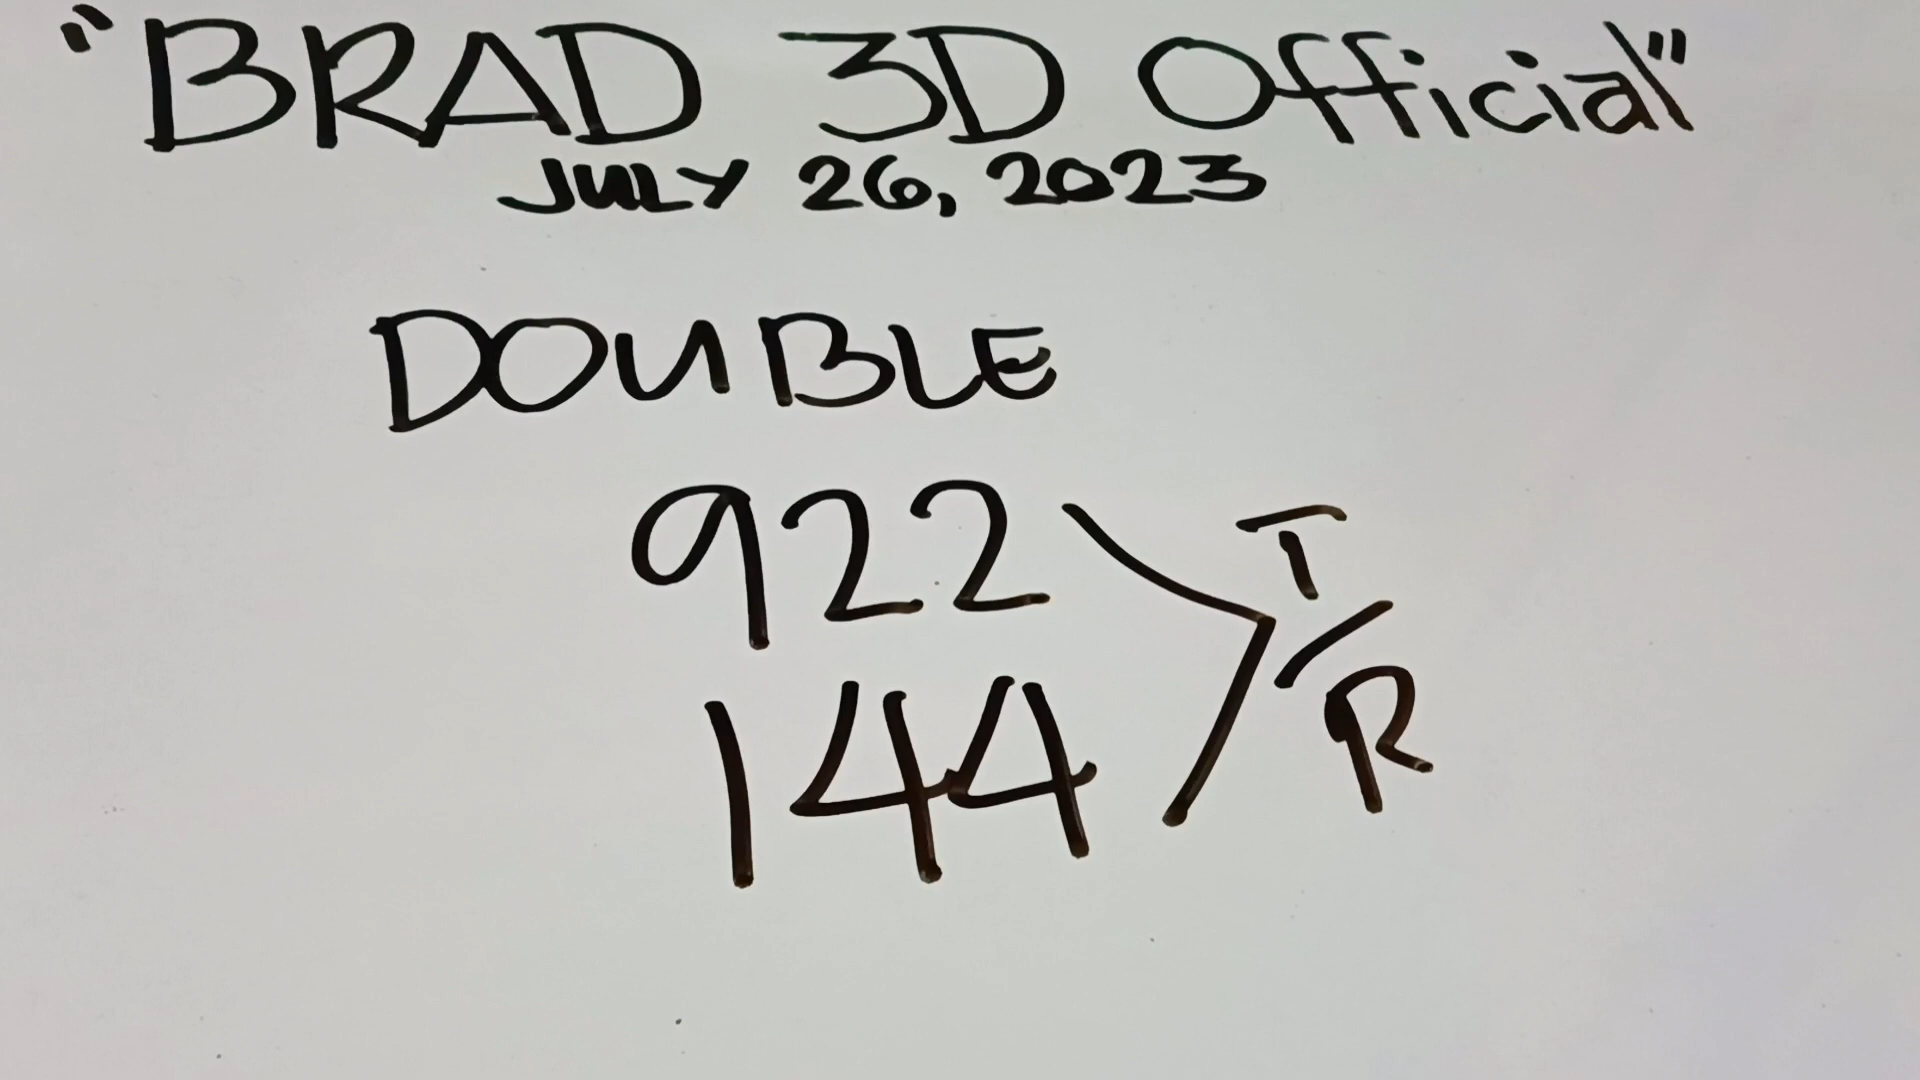 "BRAD 3D Official"
JULY 26, 2023
DOUBLE
922
144
T/R